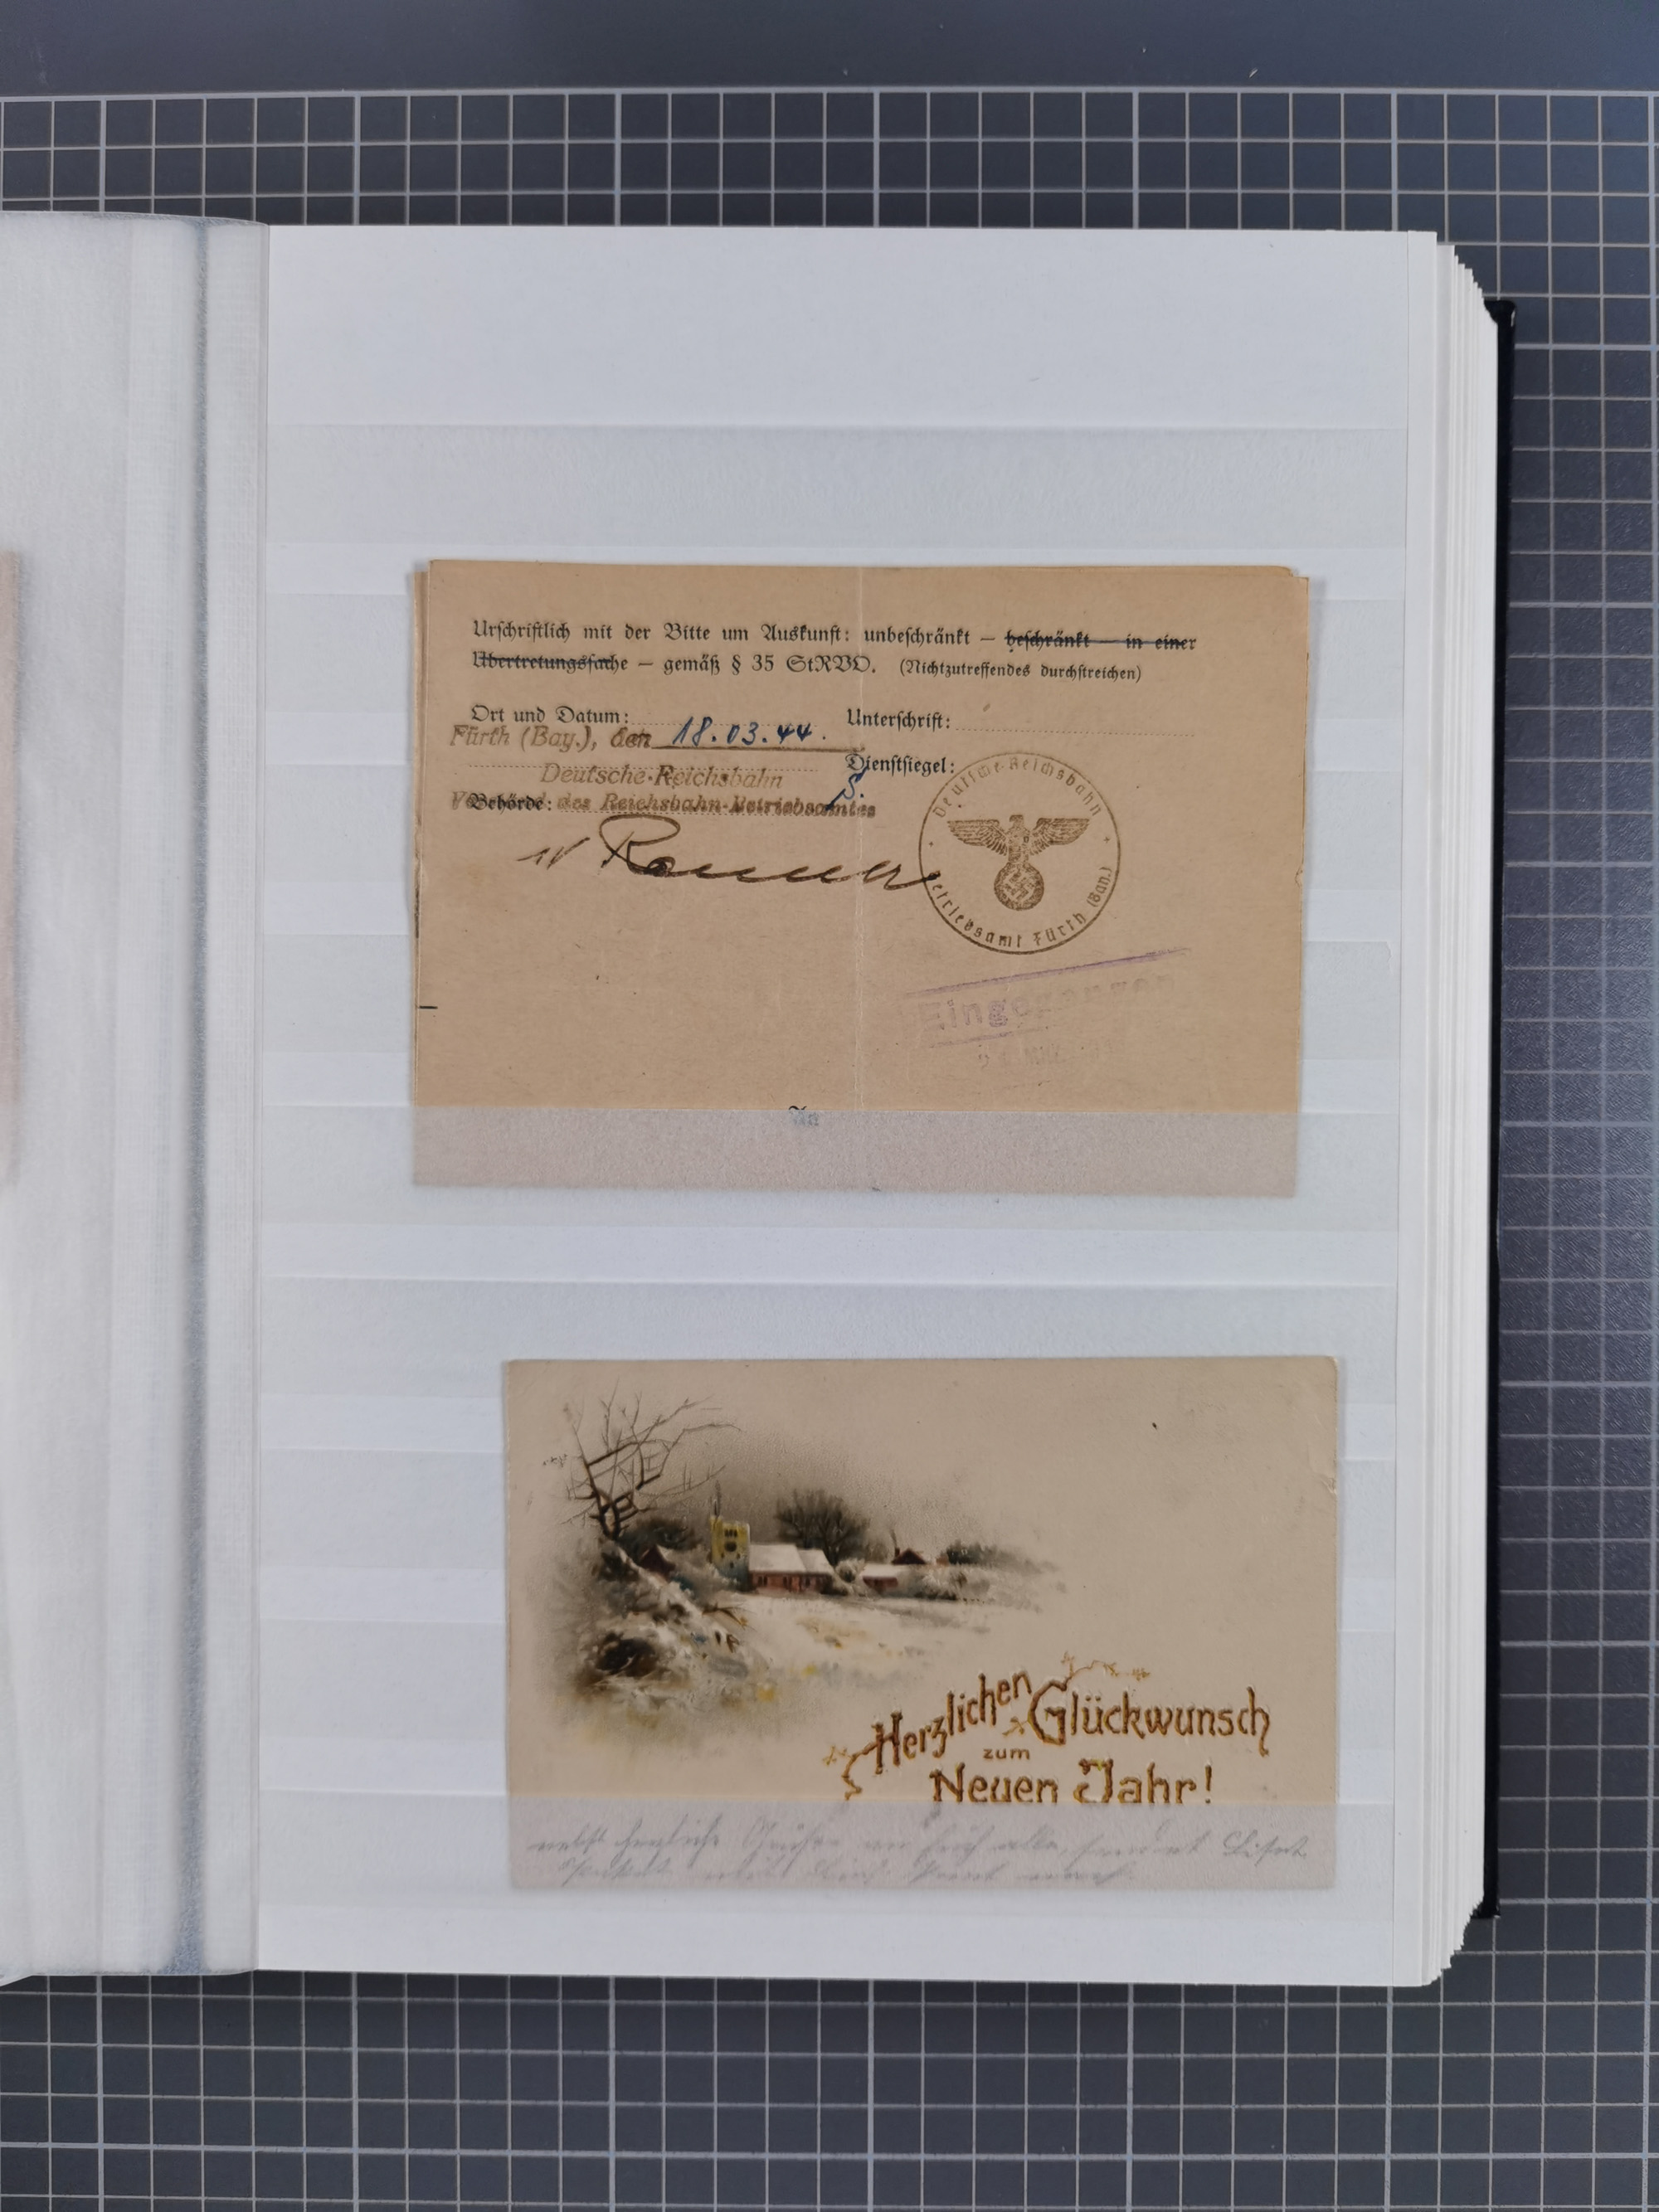 Urschriftlich mit der Bitte um Auskunft: unbeschränkt — beschränkt — in einer
Übertretungssache — gemäß § 35 StRVO. (Nichtzutreffendes durchstreichen)
Ort und Datum: Unterschrift:
Fürth (Bay.), den 18.03.44.
Dienstsiegel:
Deutsche Reichsbahn
Behörde: des Reichsbahn-Betriebsamtes
Deutsche Reichsbahn
Betriebsamt Fürth (Bay.)
Eingegangen
An
Herzlichen Glückwunsch
zum
Neuen Jahr!